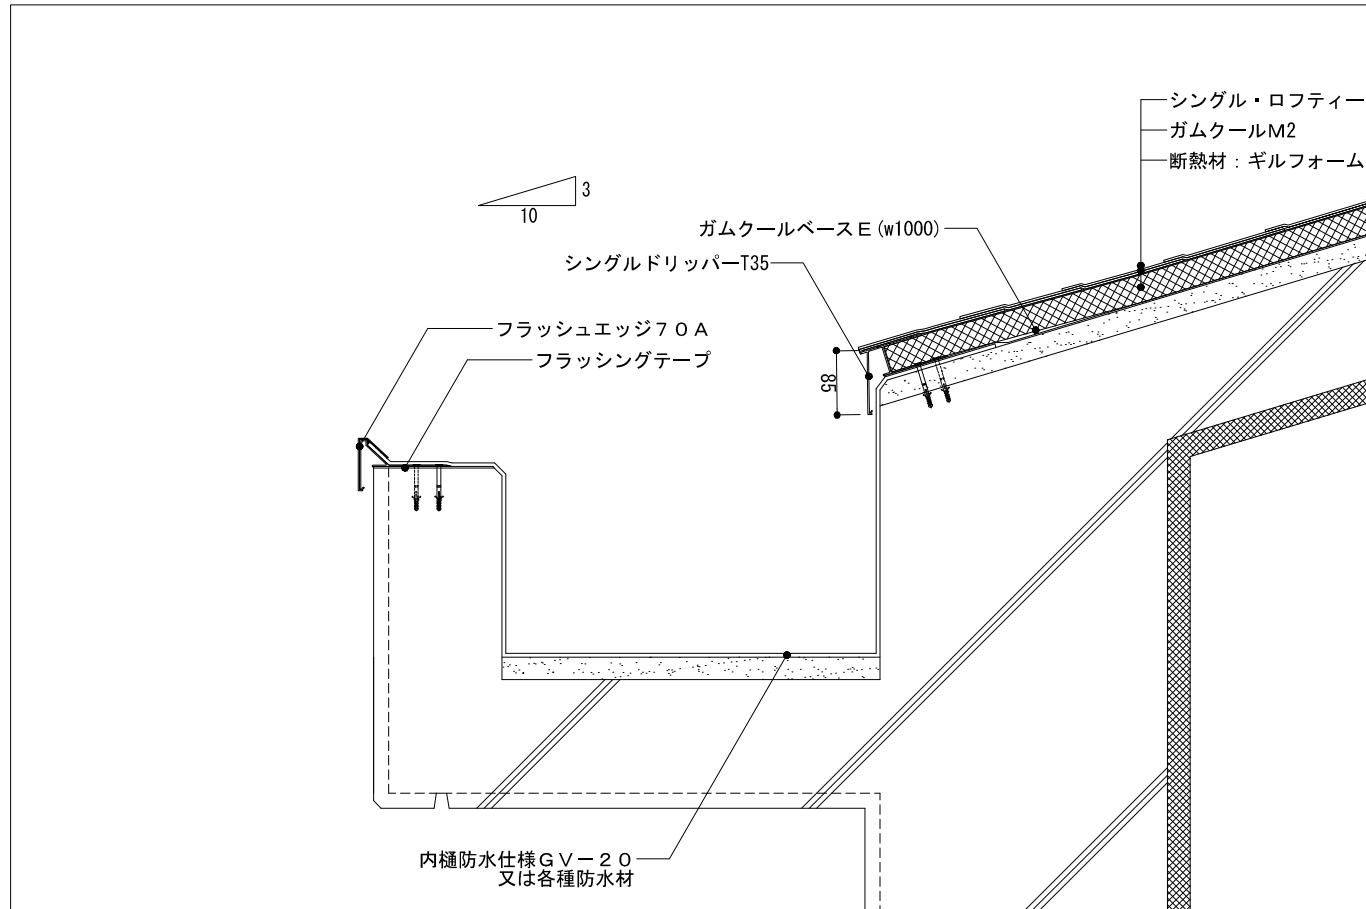 シングル・ロフティー
ガムクールM2
断熱材：ギルフォーム
3
10
ガムクールベースE(w1000)
シングルドリッパーT35
フラッシュエッジ７０Ａ
フラッシングテープ
85
内樋防水仕様ＧＶ－２０
又は各種防水材